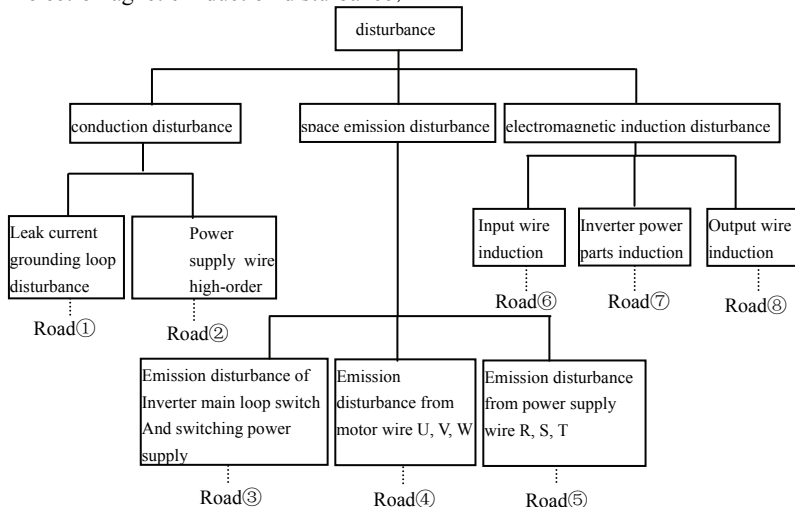 disturbance
conduction disturbance
space emission disturbance
electromagnetic induction disturbance
Leak current
grounding loop
disturbance
Power
supply wire
high-order
Input wire
induction
Inverter power
parts induction
Output wire
induction
Road①
Road②
Road⑥
Road⑦
Road⑧
Emission disturbance of
Inverter main loop switch
And switching power
supply
Emission
disturbance from
motor wire U, V, W
Emission disturbance
from power supply
wire R, S, T
Road③
Road④
Road⑤